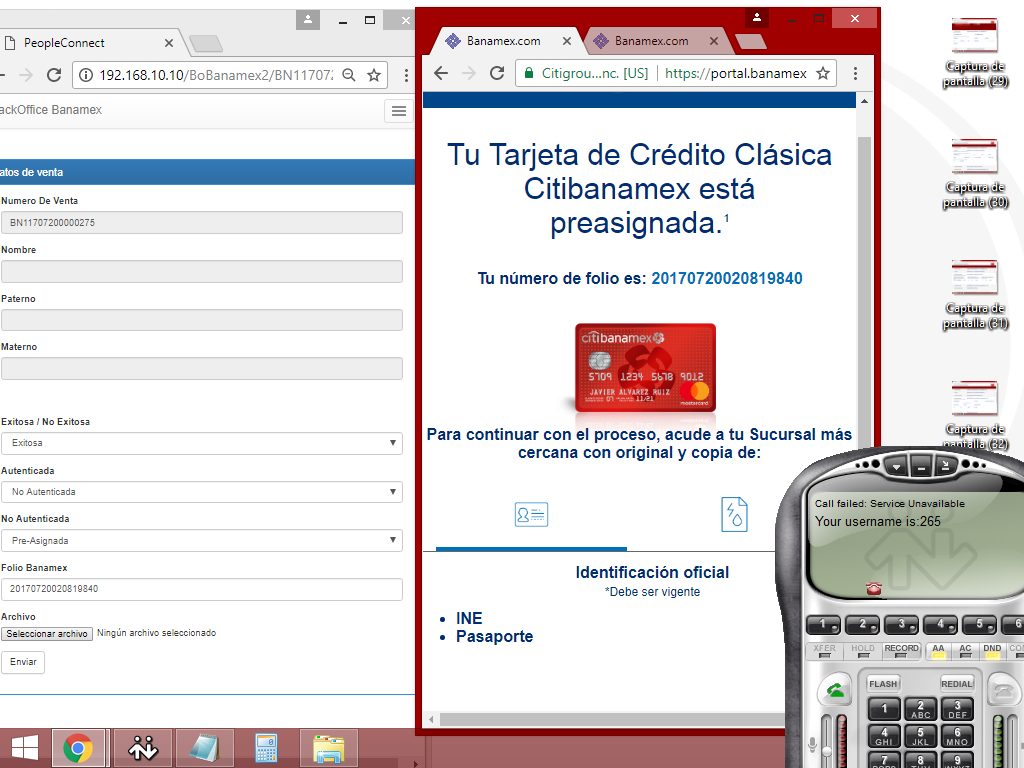 PeopleConnect
192.168.10.10/BoBanamex2/BN11707
ackOffice Banamex
atos de venta
Numero De Venta
BN11707200000275
Nombre
Paterno
Materno
Exitosa / No Exitosa
Exitosa
Autenticada
No Autenticada
No Autenticada
Pre-Asignada
Folio Banamex
20170720020819840
Archivo
Seleccionar archivo Ningún archivo seleccionado
Enviar
Banamex.com
Banamex.com
Citigrou...nc. [US] https://portal.banamex
Tu Tarjeta de Crédito Clásica
Citibanamex está
preasignada.1
Tu número de folio es: 20170720020819840
citibanamex
5709 1234 5678 9012
11/21
JAVIER ALVAREZ RUIZ
mastercard
Para continuar con el proceso, acude a tu Sucursal más
cercana con original y copia de:
Identificación oficial
*Debe ser vigente
INE
Pasaporte
Captura de
pantalla (29)
Captura de
pantalla (30)
Captura de
pantalla (31)
Captura de
pantalla (32)
Call failed: Service Unavailable
Your username is:265
1 2 3 4 5 6
XFER HOLD RECORD AA AC DND CO
FLASH REDIAL
1 2 ABC 3 DEF
4 GHI 5 JKL 6 MNO
7 8 9